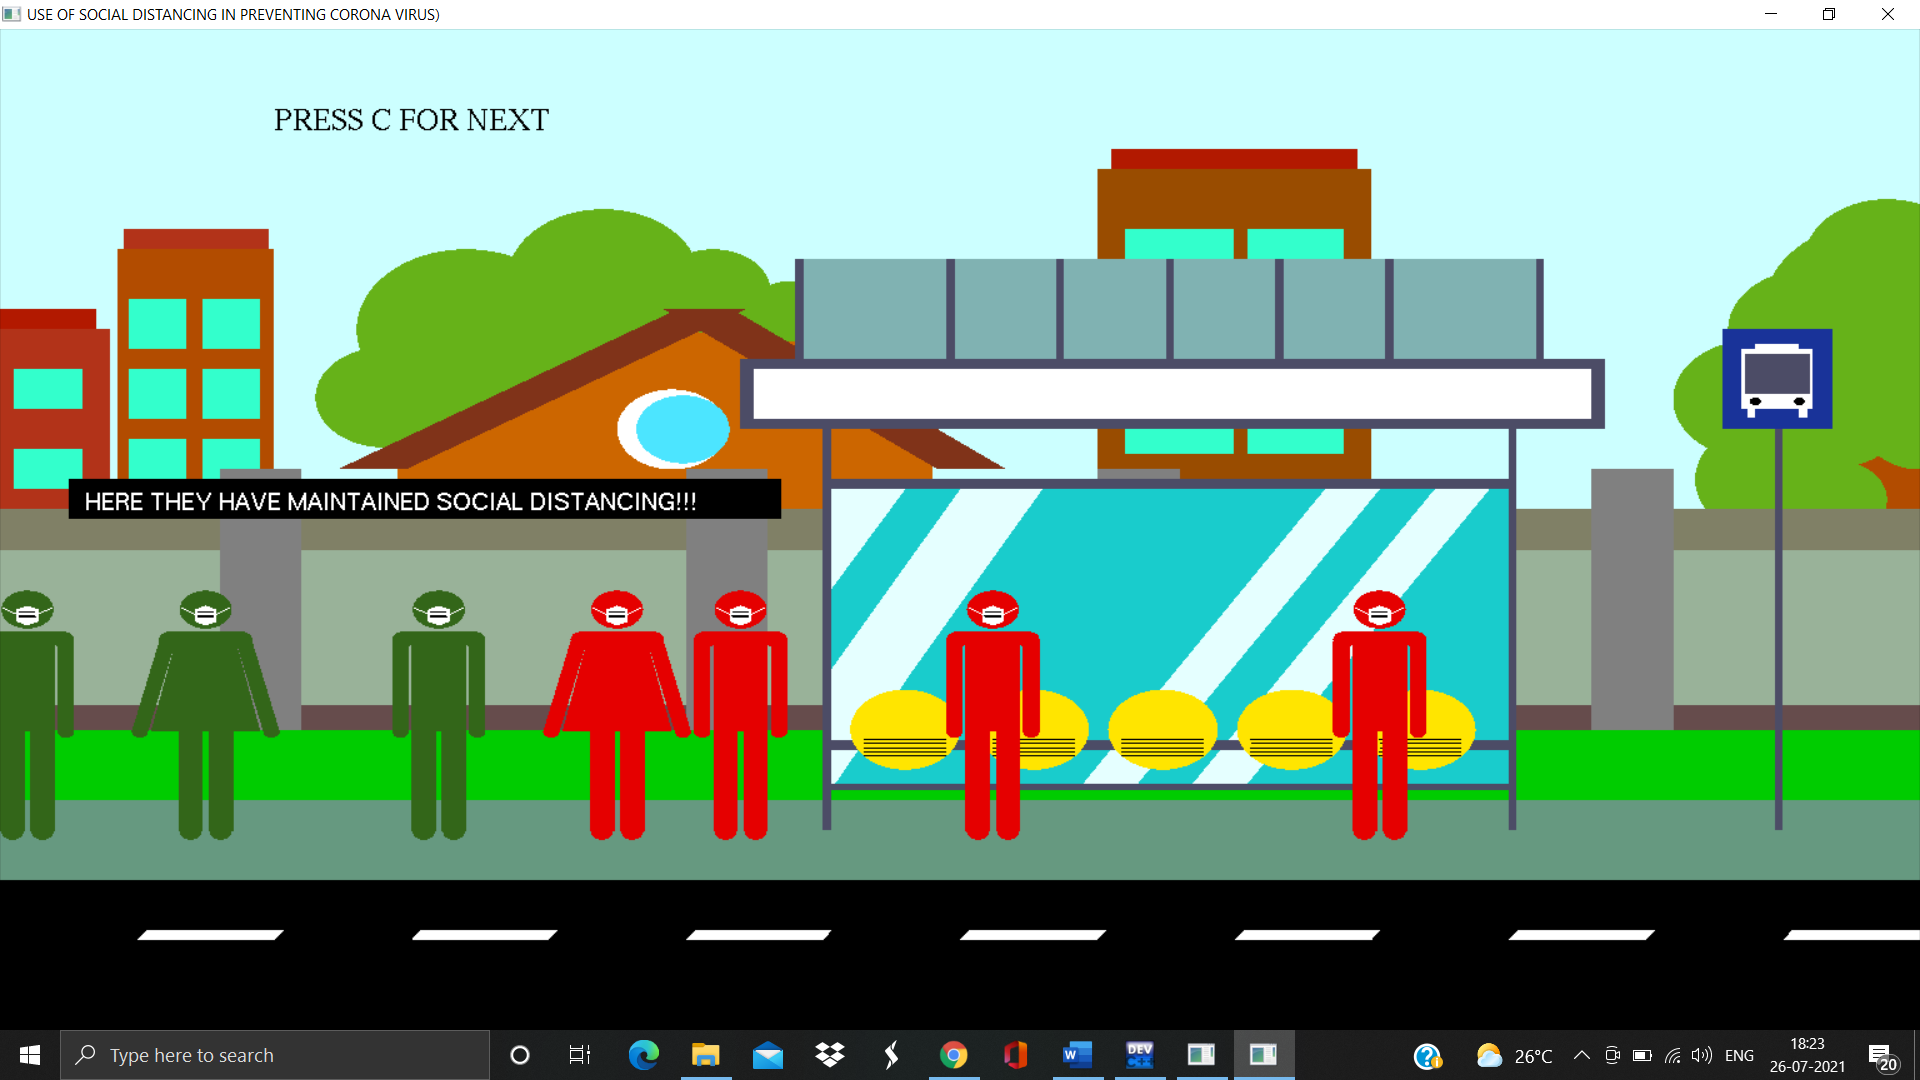 USE OF SOCIAL DISTANCING IN PREVENTING CORONA VIRUS)
PRESS C FOR NEXT
HERE THEY HAVE MAINTAINED SOCIAL DISTANCING!!!
Type here to search
W
DEV
C++
26°C
ENG
18:23
26-07-2021
20